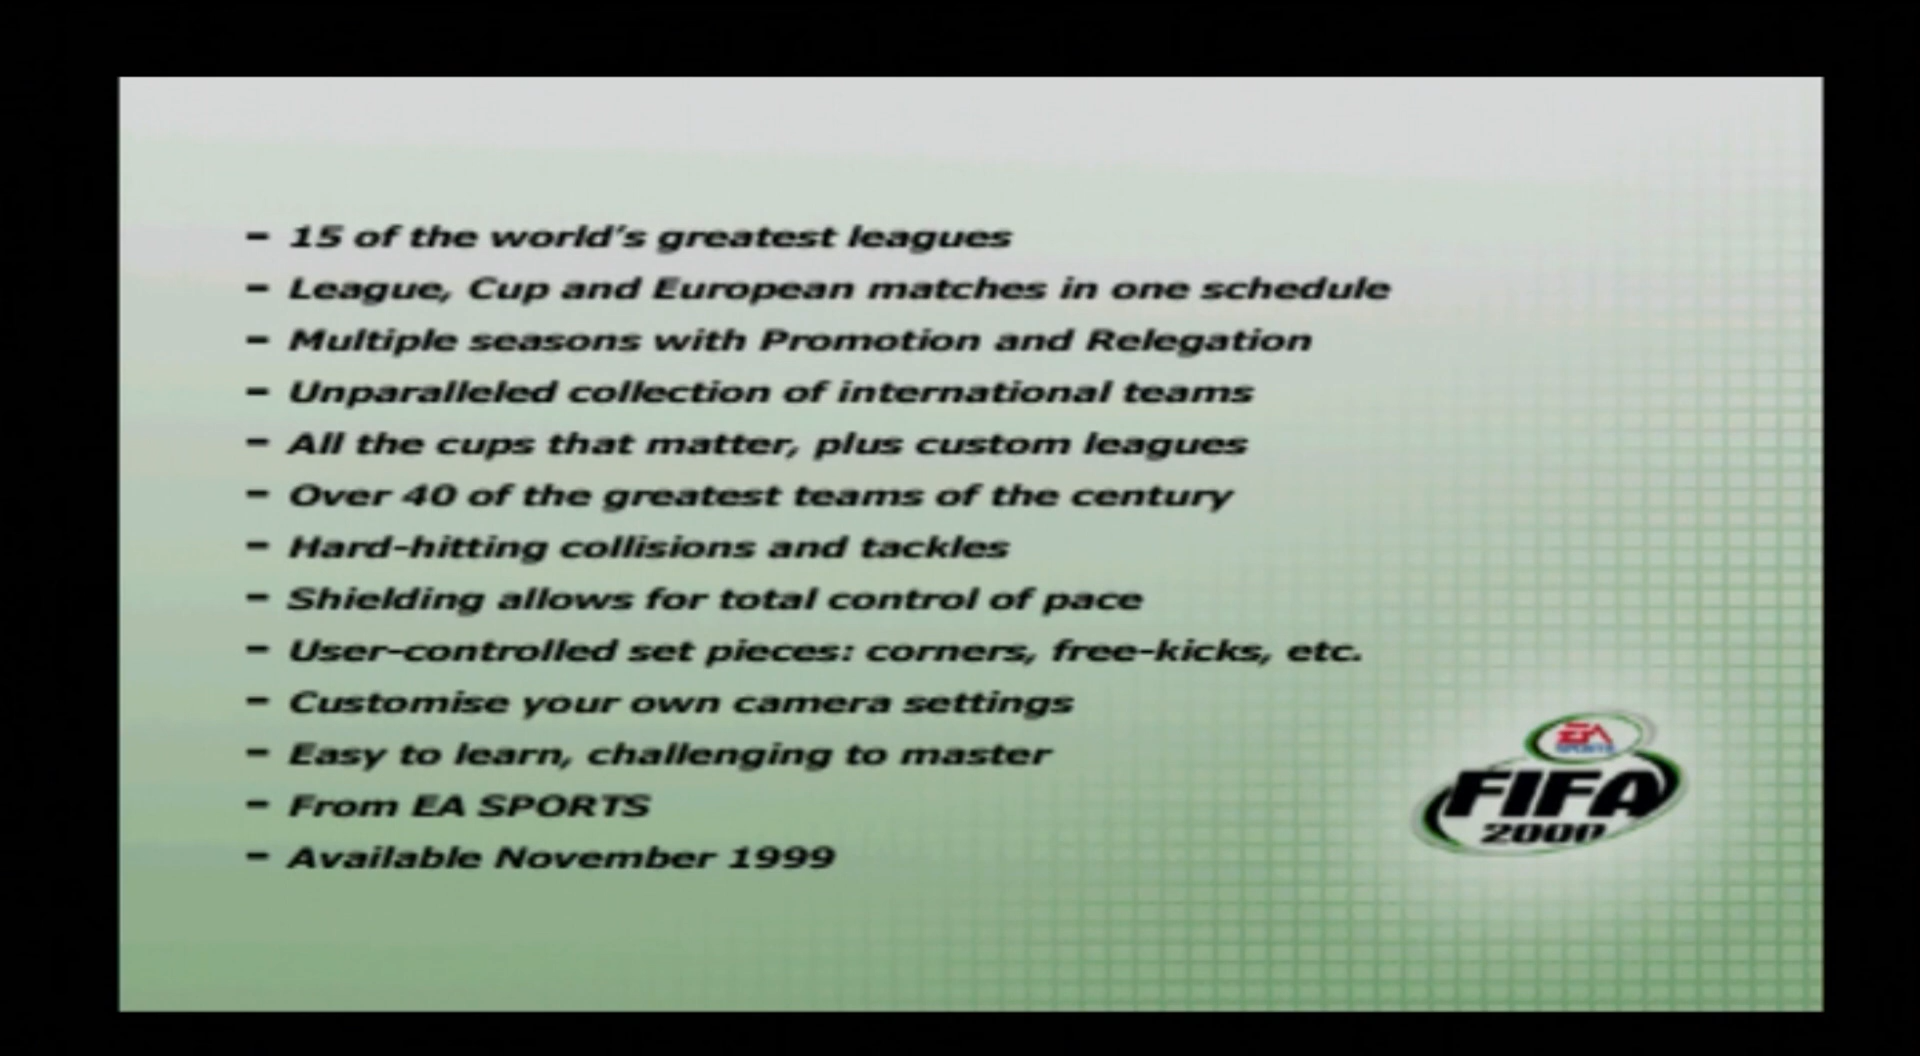 - 15 of the world's greatest leagues
- League, Cup and European matches in one schedule
- Multiple seasons with Promotion and Relegation
- Unparalleled collection of international teams
- All the cups that matter, plus custom leagues
- Over 40 of the greatest teams of the century
- Hard-hitting collisions and tackles
- Shielding allows for total control of pace
- User-controlled set pieces: corners, free-kicks, etc.
- Customise your own camera settings
- Easy to learn, challenging to master
- From EA SPORTS
- Available November 1999
EA
SPORTS
FIFA
2000